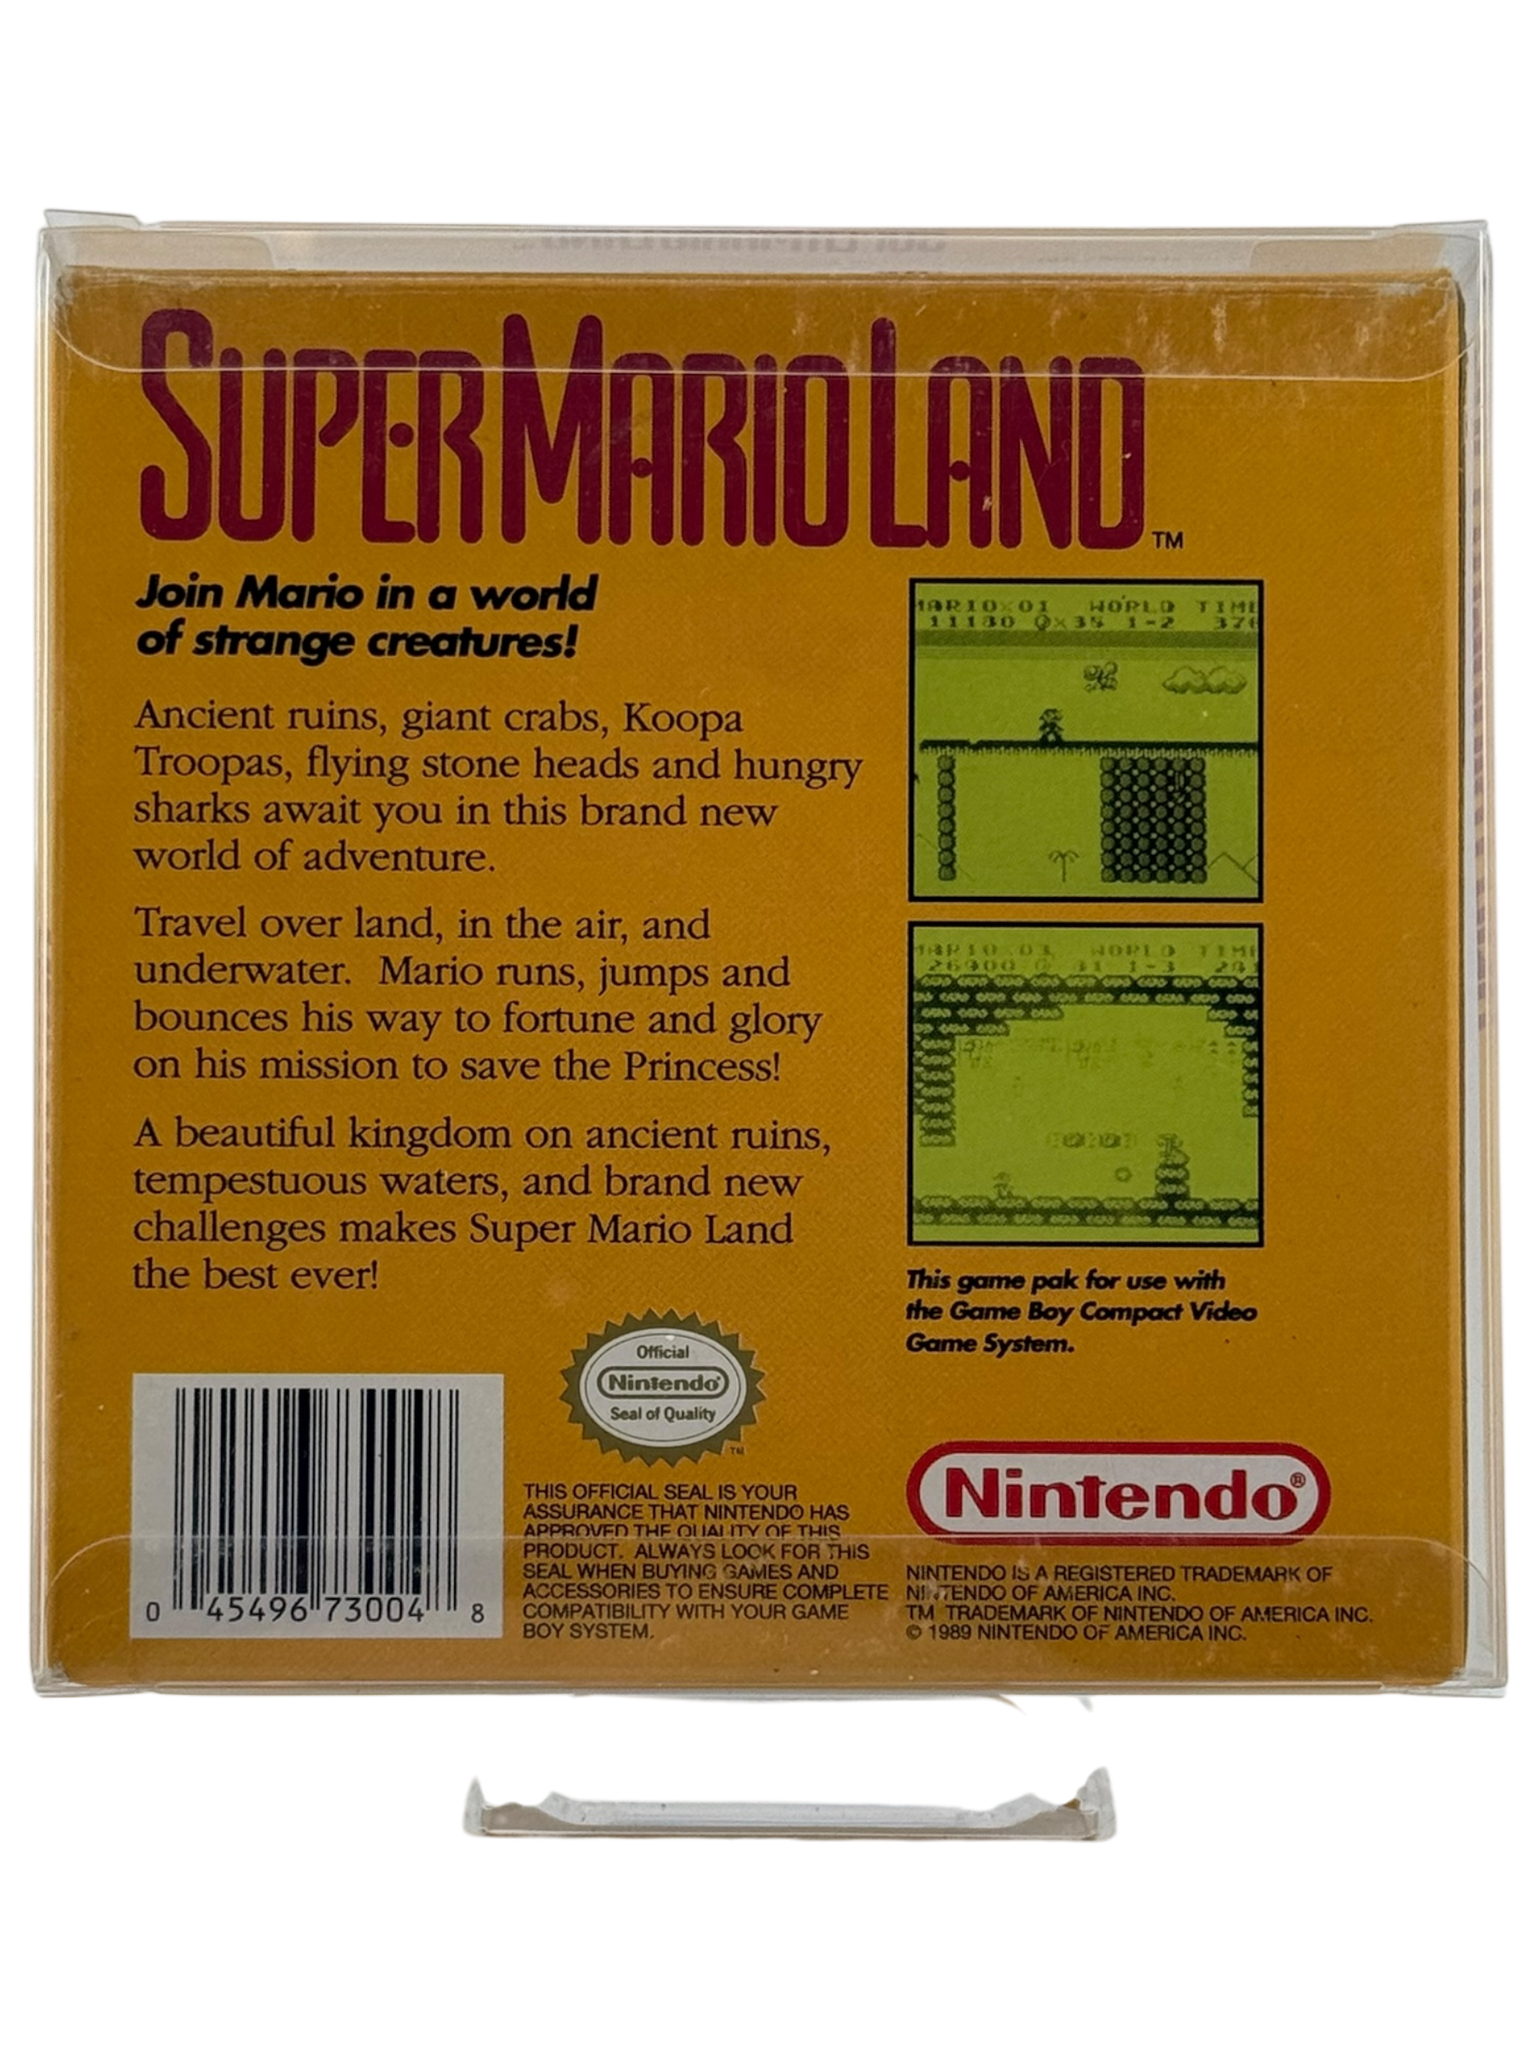 SUPER MARIO LAND™
Join Mario in a world
of strange creatures!
Ancient ruins, giant crabs, Koopa
Troopas, flying stone heads and hungry
sharks await you in this brand new
world of adventure.
Travel over land, in the air, and
underwater.  Mario runs, jumps and
bounces his way to fortune and glory
on his mission to save the Princess!
A beautiful kingdom on ancient ruins,
tempestuous waters, and brand new
challenges makes Super Mario Land
the best ever!
MARIO×01 WORLD TIME
11180 ×35 1-2
WORLD TIME
1-3
This game pak for use with
the Game Boy Compact Video
Game System.
Official
Nintendo
Seal of Quality
TM
THIS OFFICIAL SEAL IS YOUR
ASSURANCE THAT NINTENDO HAS
APPROVED THE QUALITY OF THIS
PRODUCT.  ALWAYS LOOK FOR THIS
SEAL WHEN BUYING GAMES AND
ACCESSORIES TO ENSURE COMPLETE
COMPATIBILITY WITH YOUR GAME
BOY SYSTEM.
0 45496 73004 8
Nintendo®
NINTENDO IS A REGISTERED TRADEMARK OF
NINTENDO OF AMERICA INC.
TM  TRADEMARK OF NINTENDO OF AMERICA INC.
© 1989 NINTENDO OF AMERICA INC.